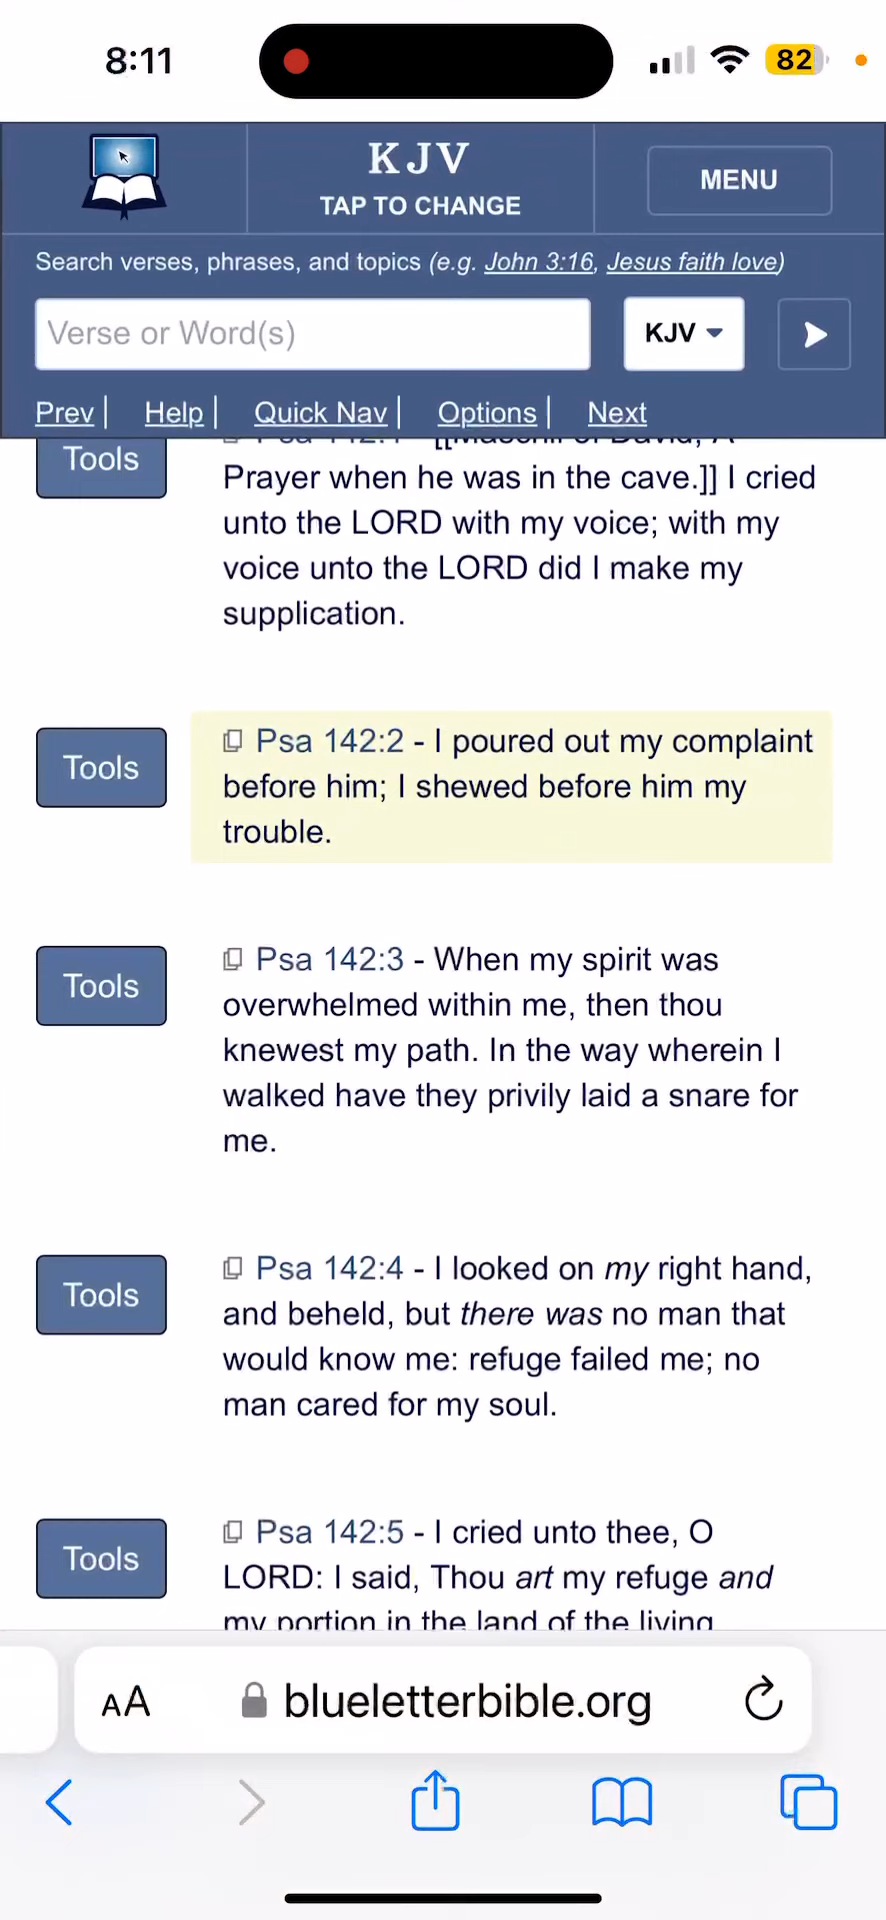 8:11
82
KJV
TAP TO CHANGE
MENU
Search verses, phrases, and topics (e.g. John 3:16, Jesus faith love)
Verse or Word(s)
KJV
Prev | Help | Quick Nav | Options | Next
Tools
Prayer when he was in the cave.]] I cried
unto the LORD with my voice; with my
voice unto the LORD did I make my
supplication.
Tools
Psa 142:2 - I poured out my complaint
before him; I shewed before him my
trouble.
Tools
Psa 142:3 - When my spirit was
overwhelmed within me, then thou
knewest my path. In the way wherein I
walked have they privily laid a snare for
me.
Tools
Psa 142:4 - I looked on my right hand,
and beheld, but there was no man that
would know me: refuge failed me; no
man cared for my soul.
Tools
Psa 142:5 - I cried unto thee, O
LORD: I said, Thou art my refuge and
my portion in the land of the living
AA
blueletterbible.org